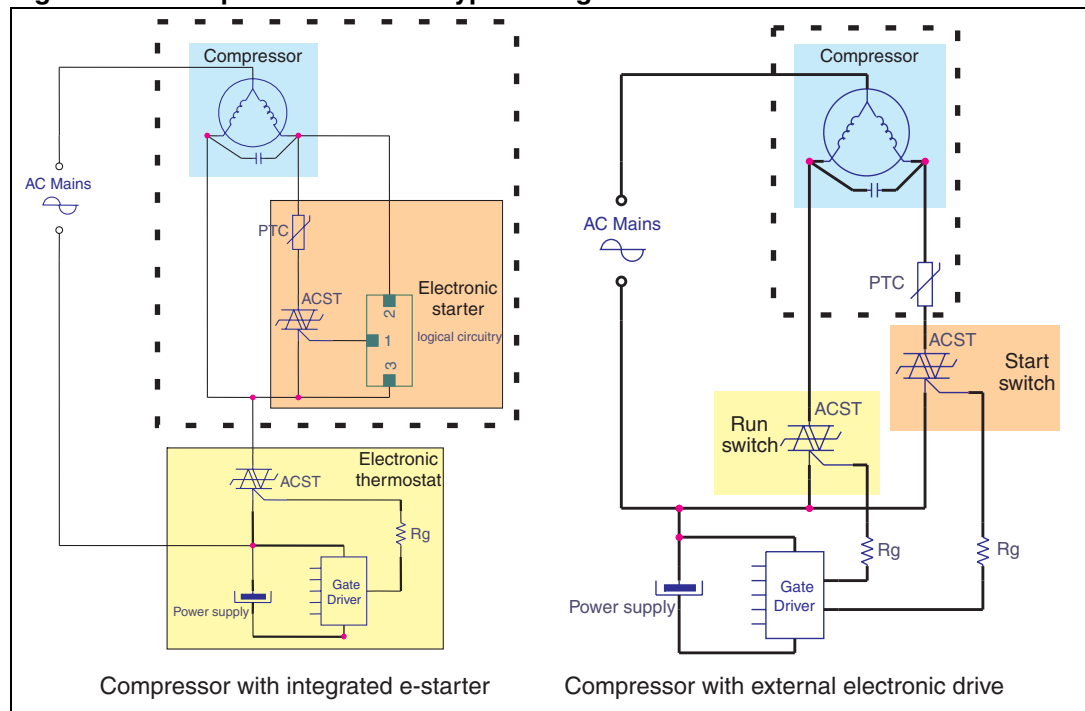 Compressor
AC Mains
PTC
ACST
2
1
3
Electronic
starter
logical circuitry
Electronic
thermostat
ACST
Rg
Gate
Driver
Power supply
Compressor with integrated e-starter
Compressor
AC Mains
PTC
ACST
Start
switch
ACST
Run
switch
Rg
Rg
Gate
Driver
Power supply
Compressor with external electronic drive